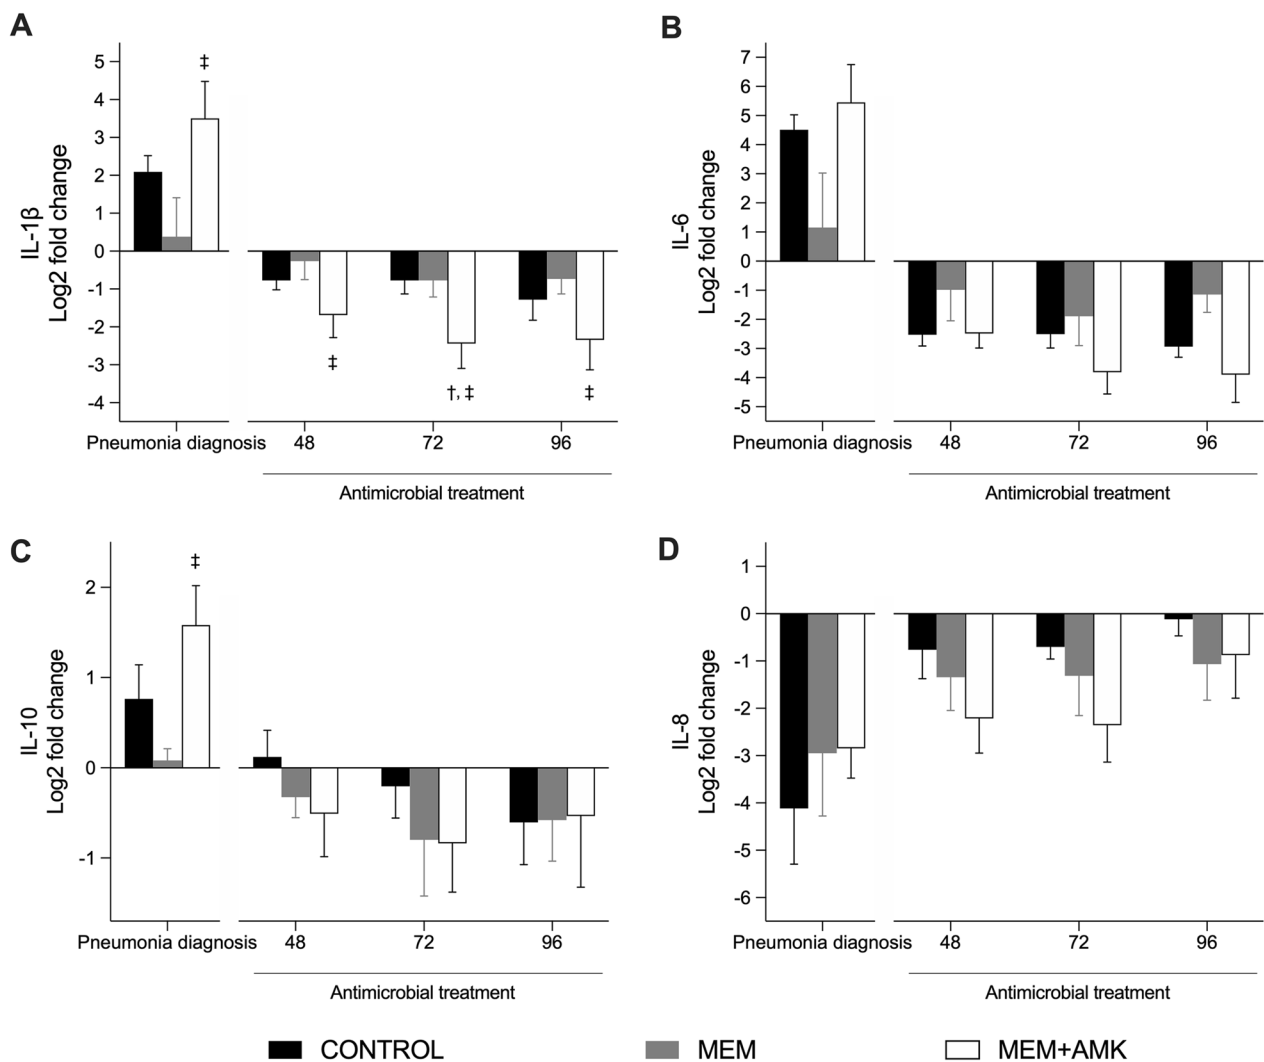 A
IL-1β
Log2 fold change
5
4
3
2
1
0
-1
-2
-3
-4
‡
‡
†, ‡
‡
Pneumonia diagnosis 48 72 96
Antimicrobial treatment
B
IL-6
Log2 fold change
7
6
5
4
3
2
1
0
-1
-2
-3
-4
-5
Pneumonia diagnosis 48 72 96
Antimicrobial treatment
C
IL-10
Log2 fold change
2
1
0
-1
‡
Pneumonia diagnosis 48 72 96
Antimicrobial treatment
D
IL-8
Log2 fold change
1
0
-1
-2
-3
-4
-5
-6
Pneumonia diagnosis 48 72 96
Antimicrobial treatment
CONTROL MEM MEM+AMK